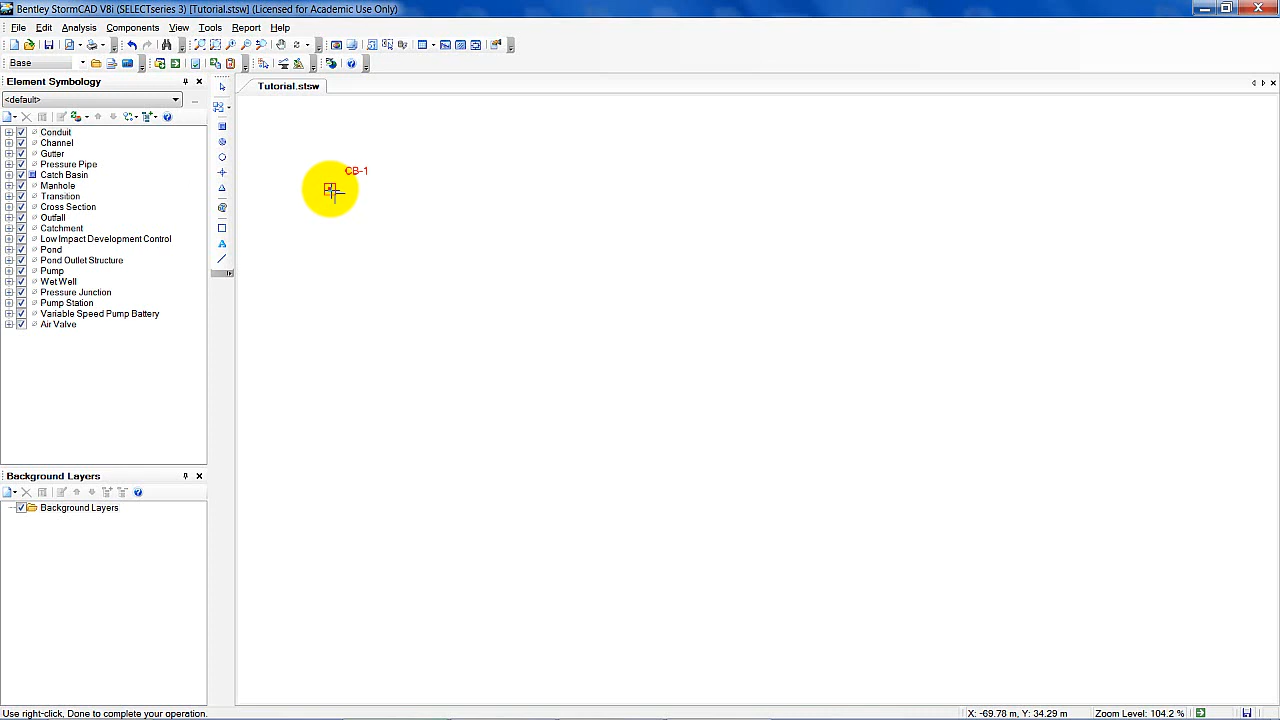 Bentley StormCAD V8i (SELECTseries 3) [Tutorial.stsw] (Licensed for Academic Use Only)
File Edit Analysis Components View Tools Report Help
Base
Element Symbology
<default>
Conduit
Channel
Gutter
Pressure Pipe
Catch Basin
Manhole
Transition
Cross Section
Outfall
Catchment
Low Impact Development Control
Pond
Pond Outlet Structure
Pump
Wet Well
Pressure Junction
Pump Station
Variable Speed Pump Battery
Air Valve
Background Layers
Background Layers
Tutorial.stsw
CB-1
Use right-click, Done to complete your operation.
X: -69.78 m, Y: 34.29 m
Zoom Level: 104.2 %